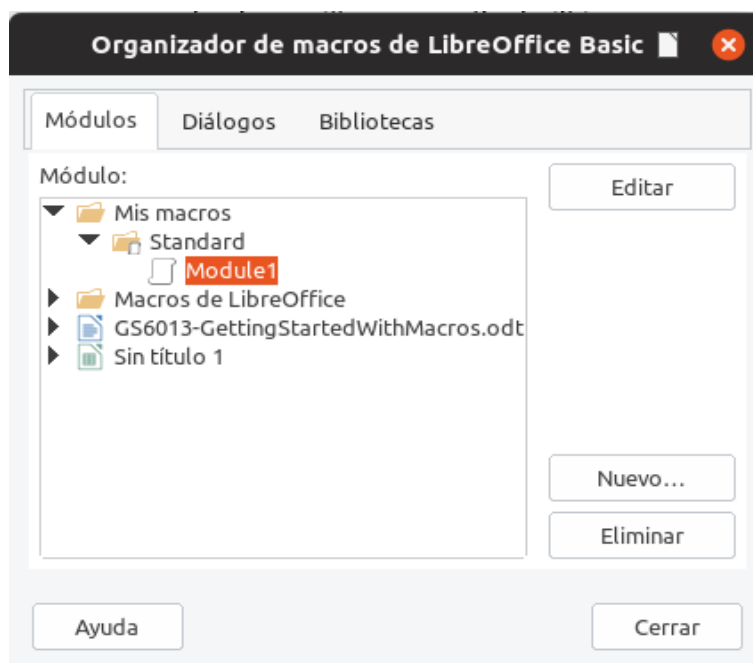 Organizador de macros de LibreOffice Basic
Módulos Diálogos Bibliotecas
Módulo:
Editar
Mis macros
Standard
Module1
Macros de LibreOffice
GS6013-GettingStartedWithMacros.odt
Sin título 1
Nuevo...
Eliminar
Ayuda Cerrar